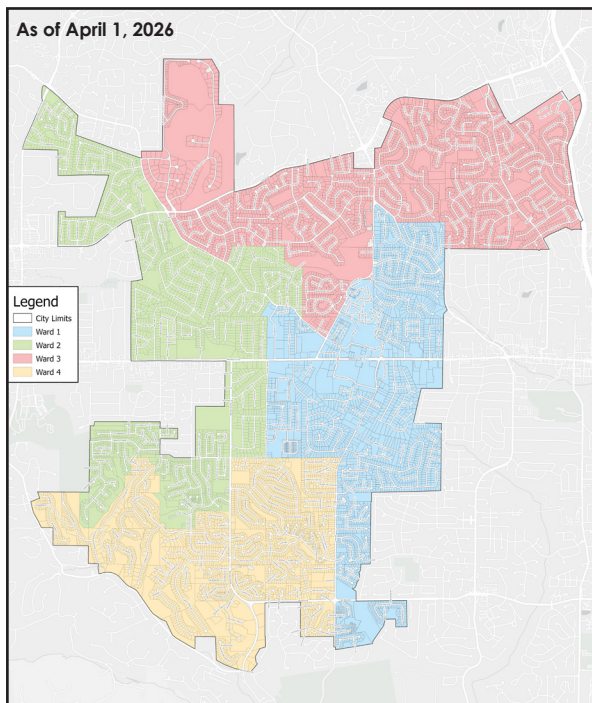 As of April 1, 2026
Legend
City Limits
Ward 1
Ward 2
Ward 3
Ward 4